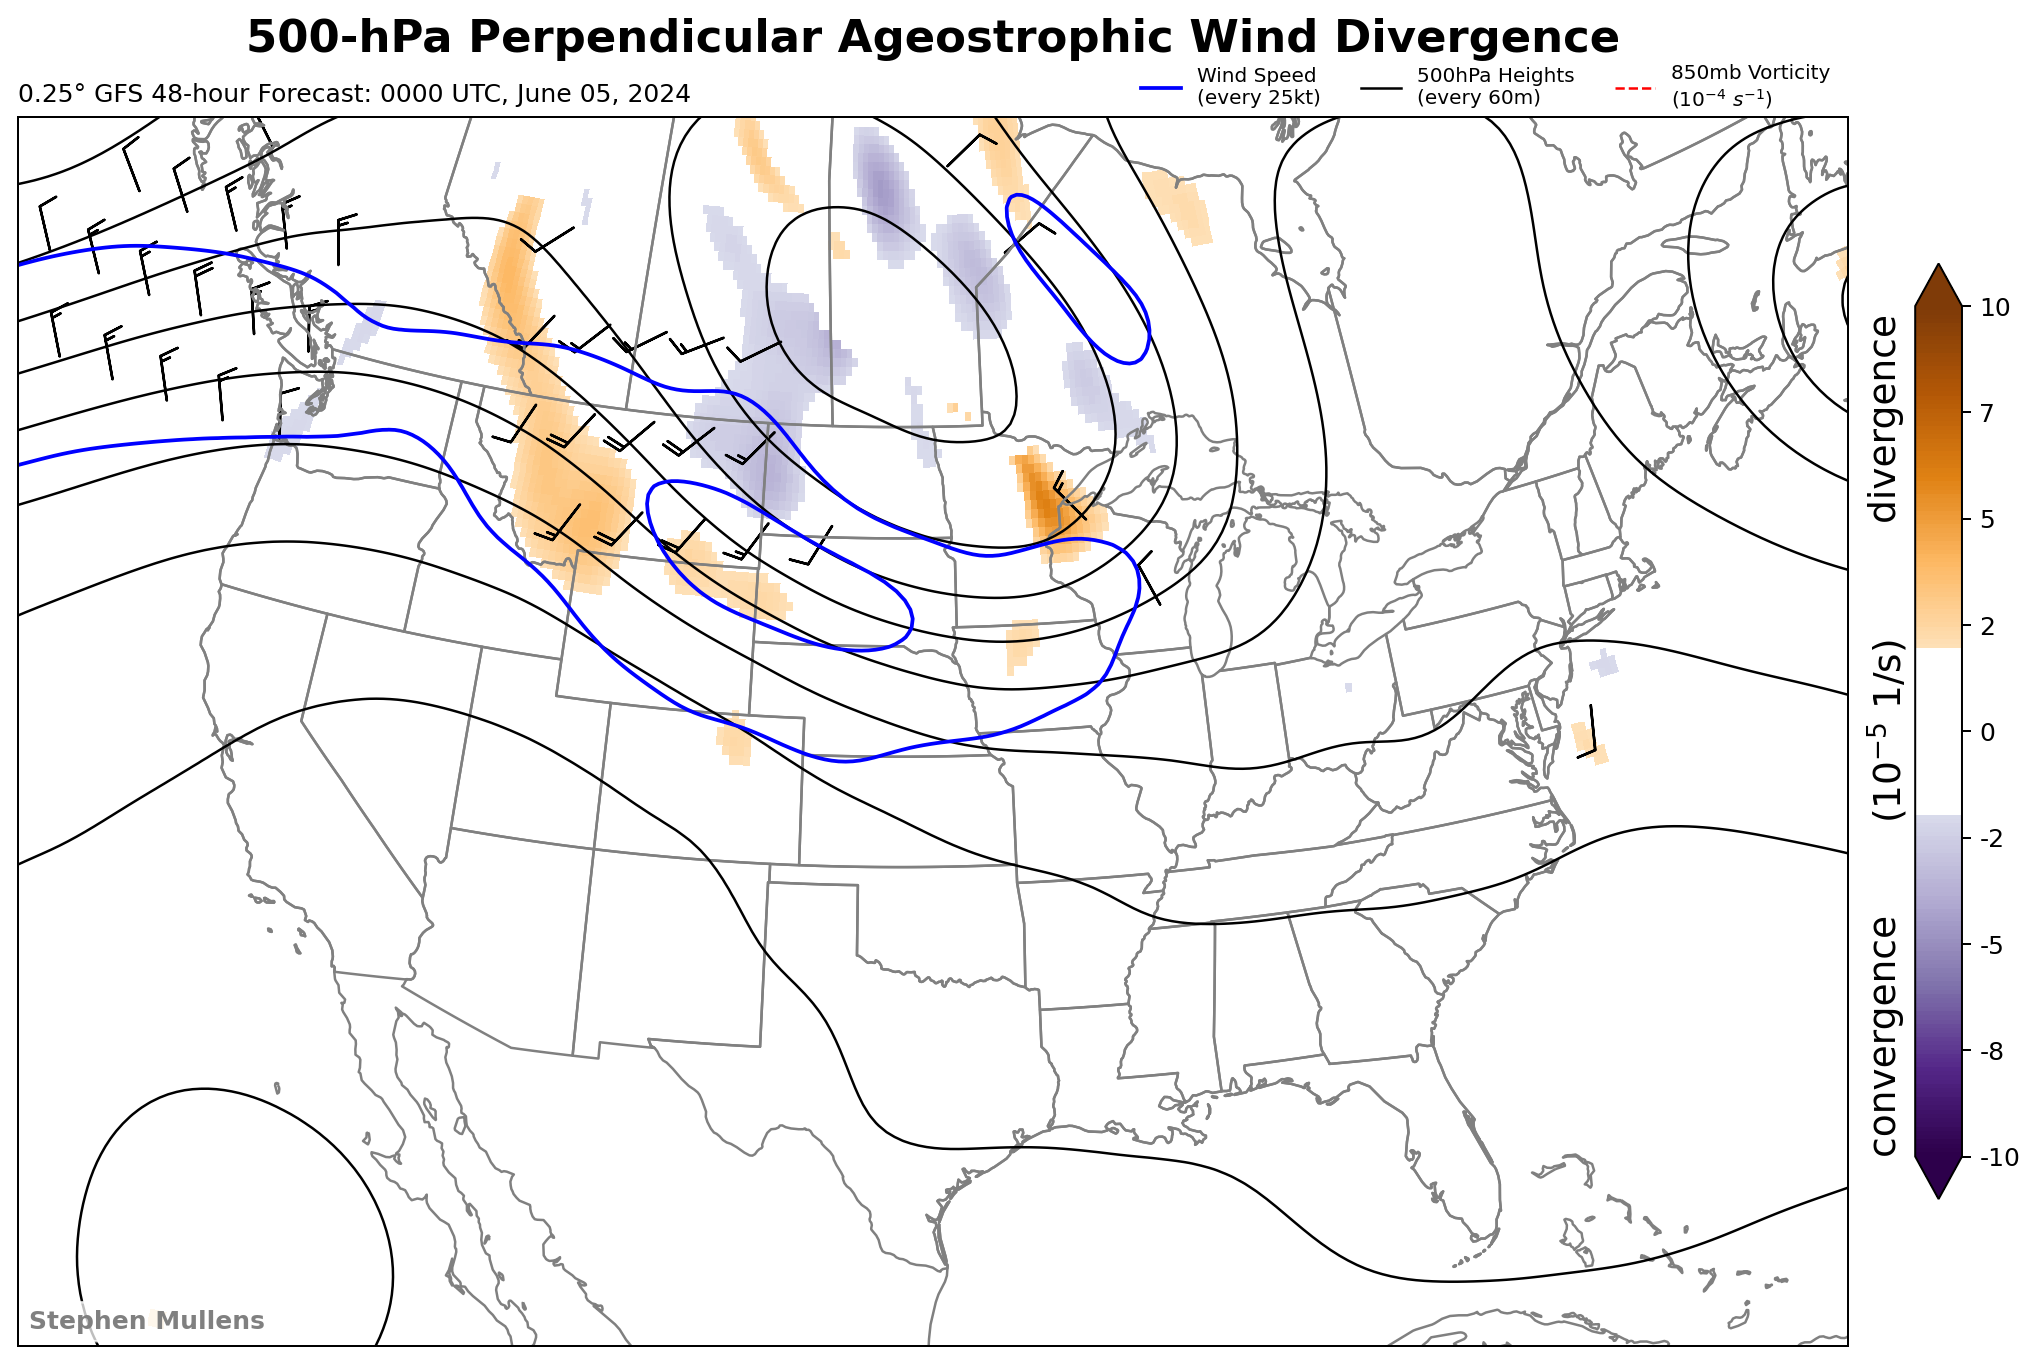 500-hPa Perpendicular Ageostrophic Wind Divergence
0.25° GFS 48-hour Forecast: 0000 UTC, June 05, 2024
Wind Speed
(every 25kt)
500hPa Heights
(every 60m)
850mb Vorticity
(10⁻⁴ s⁻¹)
10
7
5
2
0
-2
-5
-8
-10
convergence (10⁻⁵ 1/s) divergence
Stephen Mullens